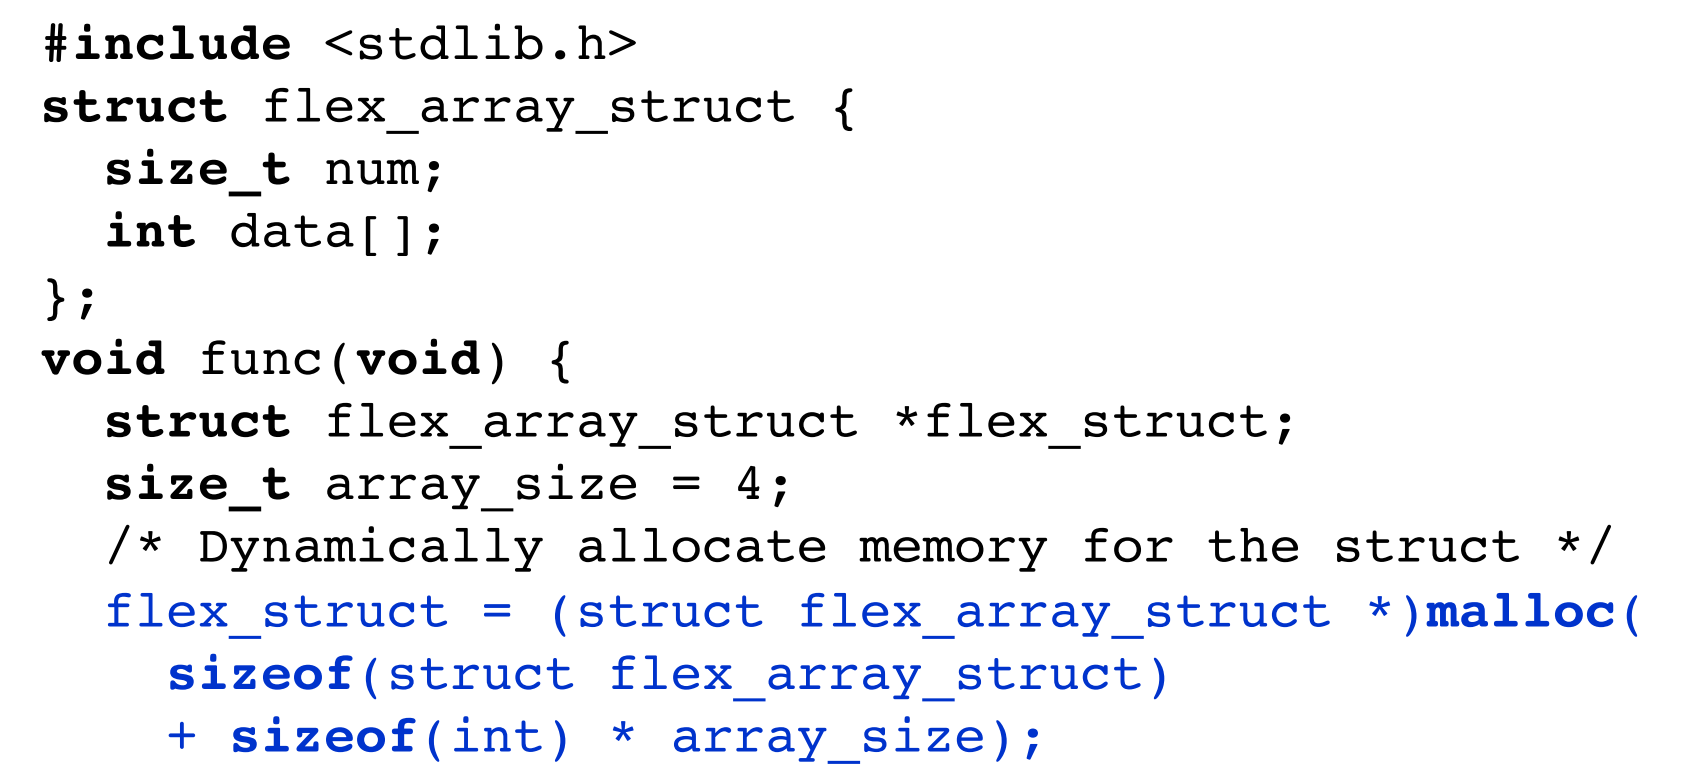 #include <stdlib.h>
struct flex_array_struct {
  size_t num;
  int data[];
};
void func(void) {
  struct flex_array_struct *flex_struct;
  size_t array_size = 4;
  /* Dynamically allocate memory for the struct */
  flex_struct = (struct flex_array_struct *)malloc(
    sizeof(struct flex_array_struct)
    + sizeof(int) * array_size);